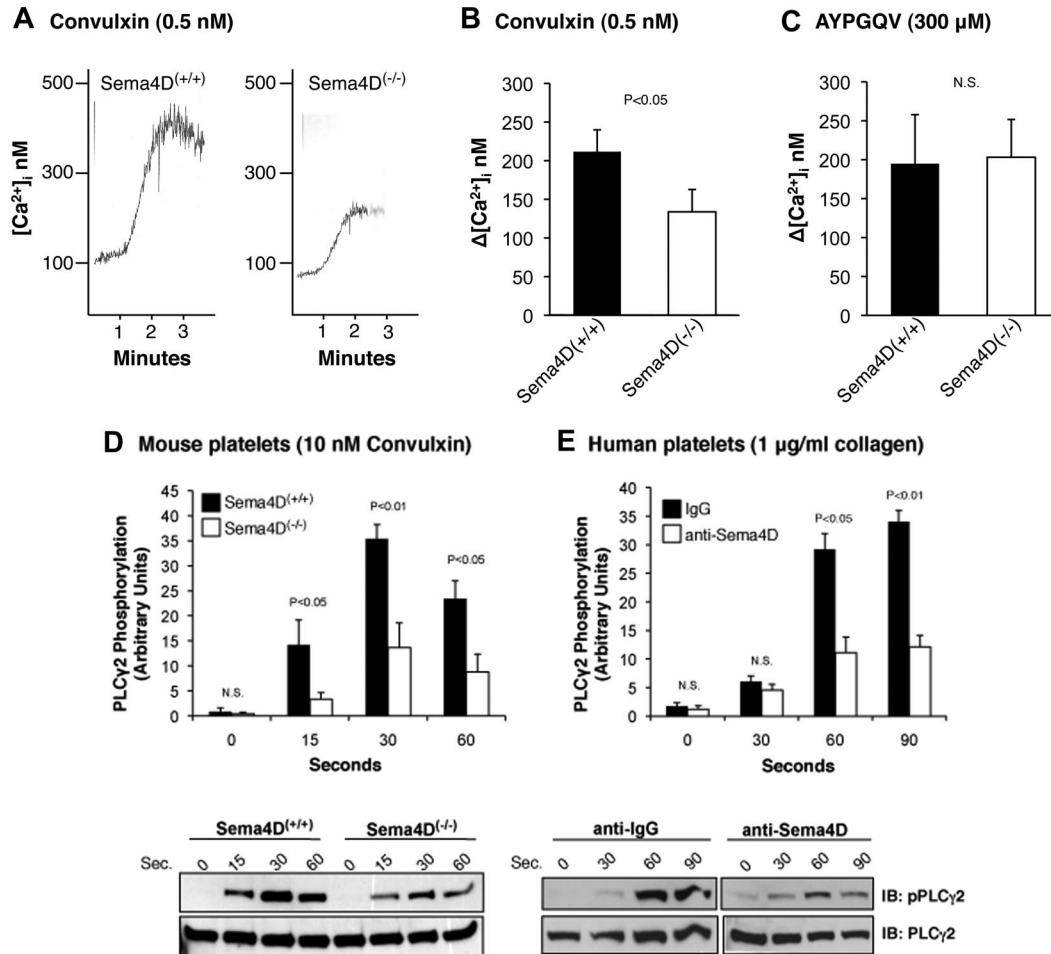 A Convulxin (0.5 nM)
500
300
100
[Ca²⁺]ᵢ nM
Sema4D(+/+)
1 2 3
Minutes
500
300
100
Sema4D(-/-)
1 2 3
Minutes
B Convulxin (0.5 nM)
300
250
200
150
100
50
0
Δ[Ca²⁺]ᵢ nM
P<0.05
Sema4D(+/+)
Sema4D(-/-)
C AYPGQV (300 µM)
300
250
200
150
100
50
0
Δ[Ca²⁺]ᵢ nM
N.S.
Sema4D(+/+)
Sema4D(-/-)
D Mouse platelets (10 nM Convulxin)
45
40
35
30
25
20
15
10
5
0
PLCγ2 Phosphorylation
(Arbitrary Units)
Sema4D(+/+)
Sema4D(-/-)
N.S.
P<0.05
P<0.01
P<0.05
0 15 30 60
Seconds
E Human platelets (1 µg/ml collagen)
40
35
30
25
20
15
10
5
0
PLCγ2 Phosphorylation
(Arbitrary Units)
IgG
anti-Sema4D
N.S.
N.S.
P<0.05
P<0.01
0 30 60 90
Seconds
Sema4D(+/+) Sema4D(-/-)
Sec. 0 15 30 60 0 15 30 60
anti-IgG anti-Sema4D
Sec. 0 30 60 90 0 30 60 90
IB: pPLCγ2
IB: PLCγ2